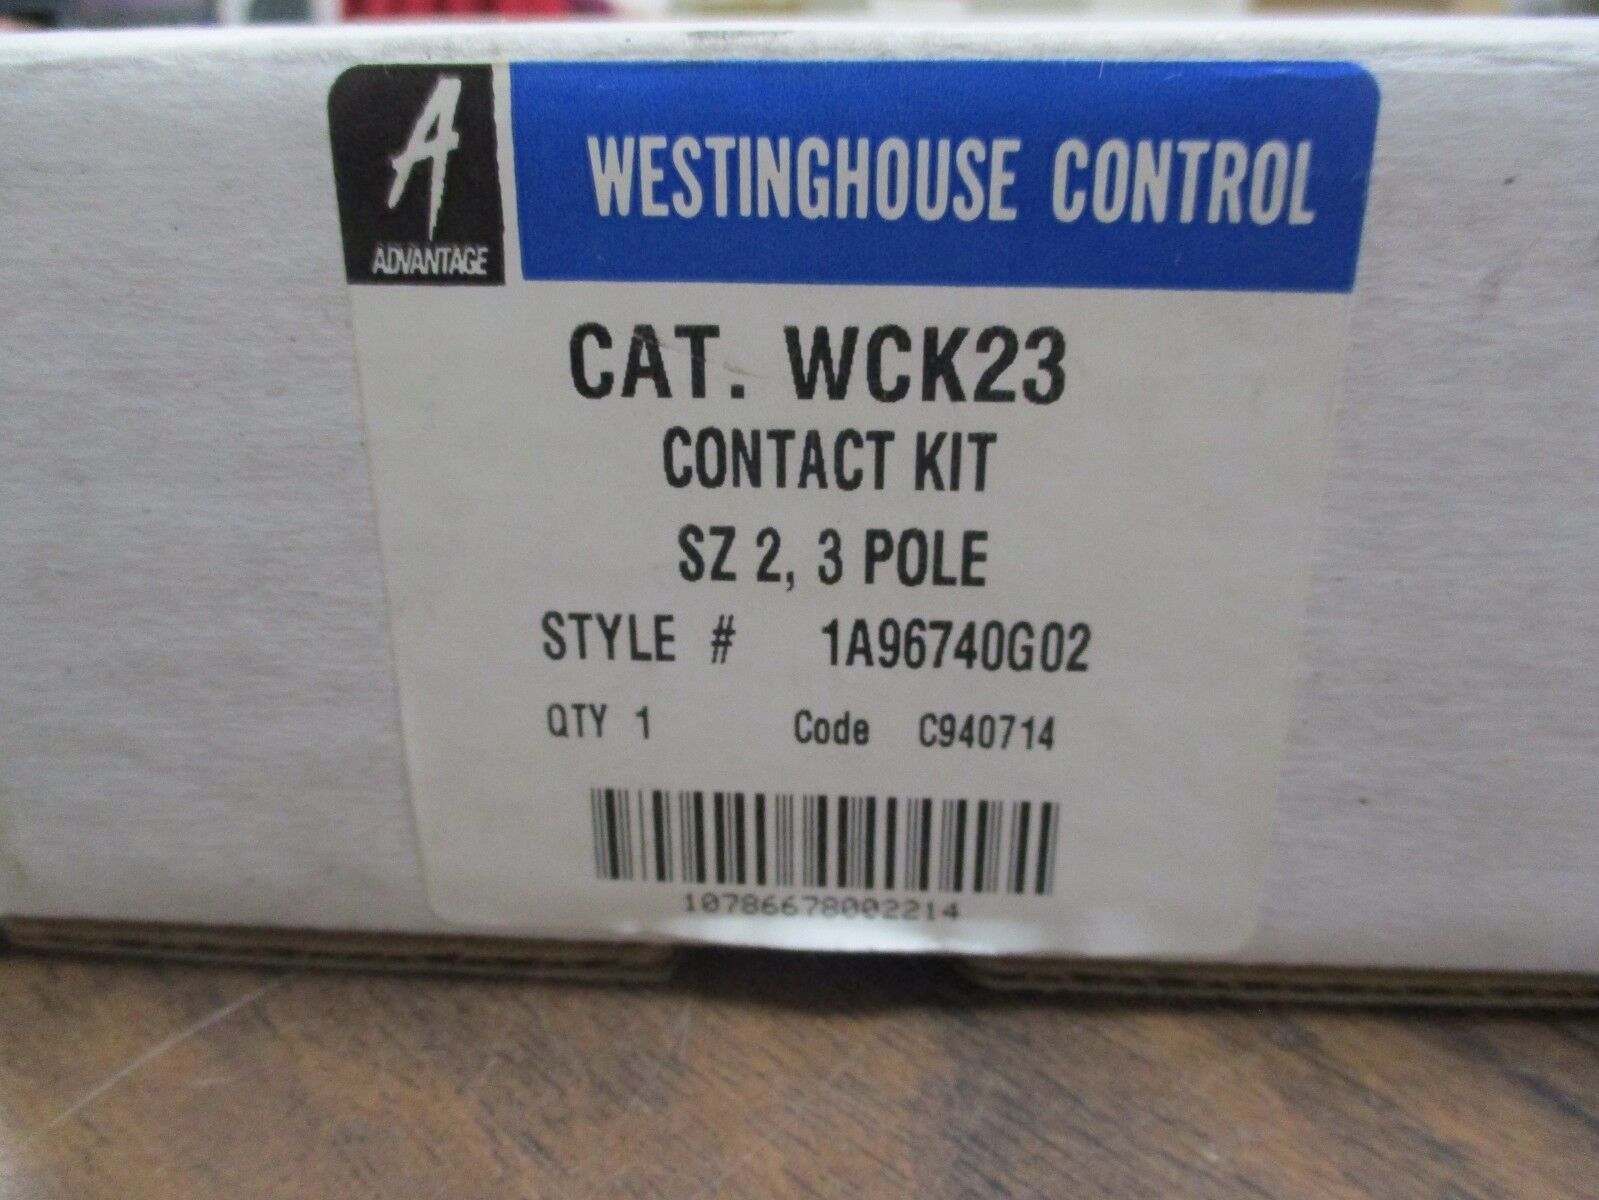 A
ADVANTAGE
WESTINGHOUSE CONTROL
CAT. WCK23
CONTACT KIT
SZ 2, 3 POLE
STYLE # 1A96740G02
QTY 1 Code C940714
10786678002214